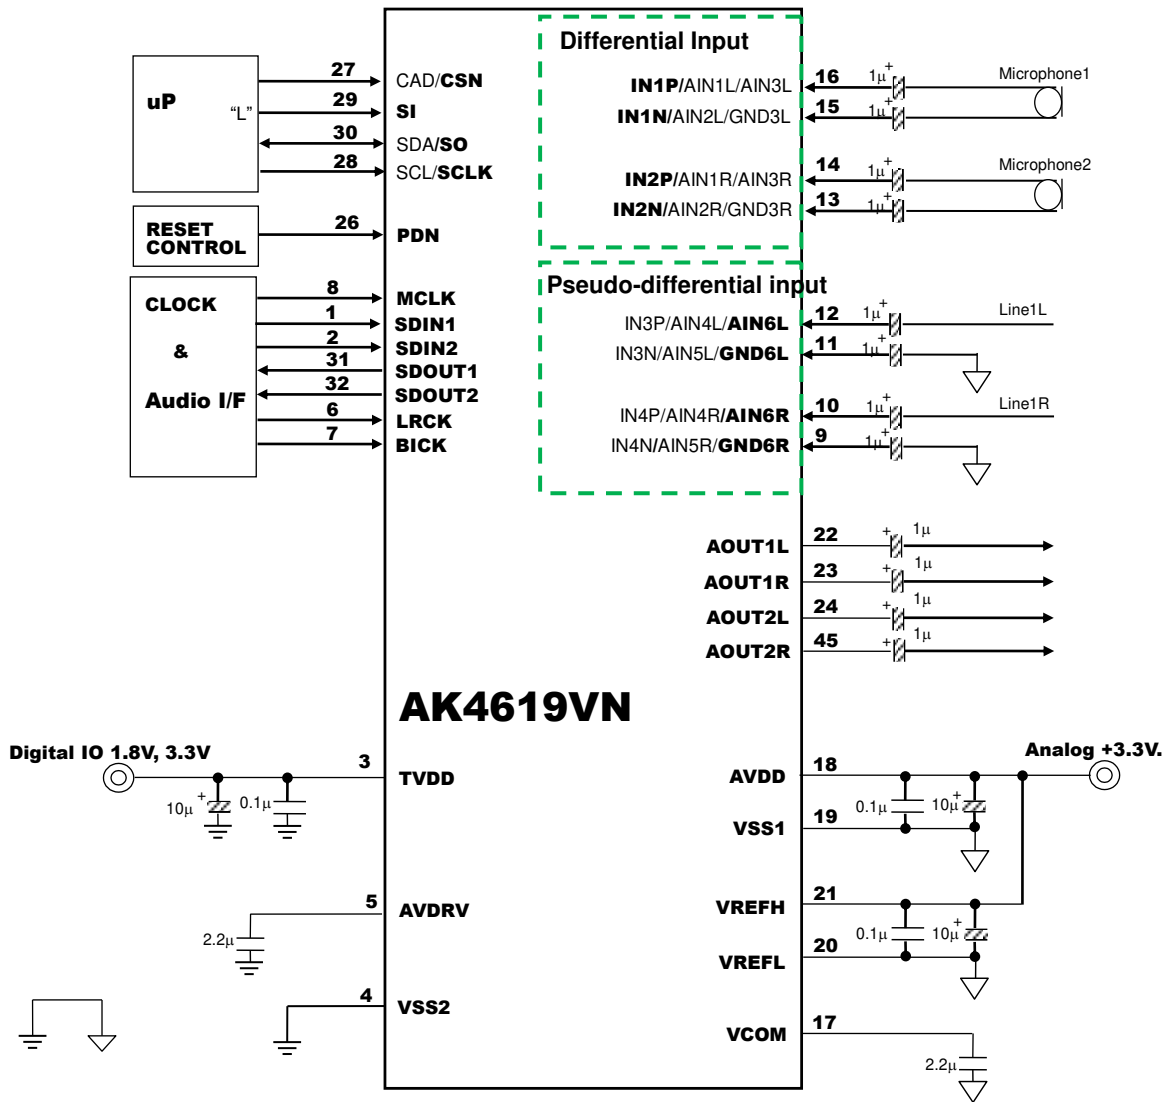 Differential Input
uP
"L"
27
CAD/CSN
29
SI
30
SDA/SO
28
SCL/SCLK
RESET
CONTROL
26
PDN
CLOCK
&
Audio I/F
8
MCLK
1
SDIN1
2
SDIN2
31
SDOUT1
32
SDOUT2
6
LRCK
7
BICK
IN1P/AIN1L/AIN3L
16
1μ
+
Microphone1
IN1N/AIN2L/GND3L
15
1μ
+
IN2P/AIN1R/AIN3R
14
1μ
+
Microphone2
IN2N/AIN2R/GND3R
13
1μ
+
Pseudo-differential input
IN3P/AIN4L/AIN6L
12
1μ
+
Line1L
IN3N/AIN5L/GND6L
11
1μ
+
IN4P/AIN4R/AIN6R
10
1μ
+
Line1R
IN4N/AIN5R/GND6R
9
1μ
+
AOUT1L
22
+
1μ
AOUT1R
23
+
1μ
AOUT2L
24
+
1μ
AOUT2R
45
+
1μ
AK4619VN
Digital IO 1.8V, 3.3V
3
TVDD
10μ
+
0.1μ
5
AVDRV
2.2μ
4
VSS2
Analog +3.3V.
AVDD
18
0.1μ
10μ
+
VSS1
19
VREFH
21
0.1μ
10μ
+
VREFL
20
VCOM
17
2.2μ